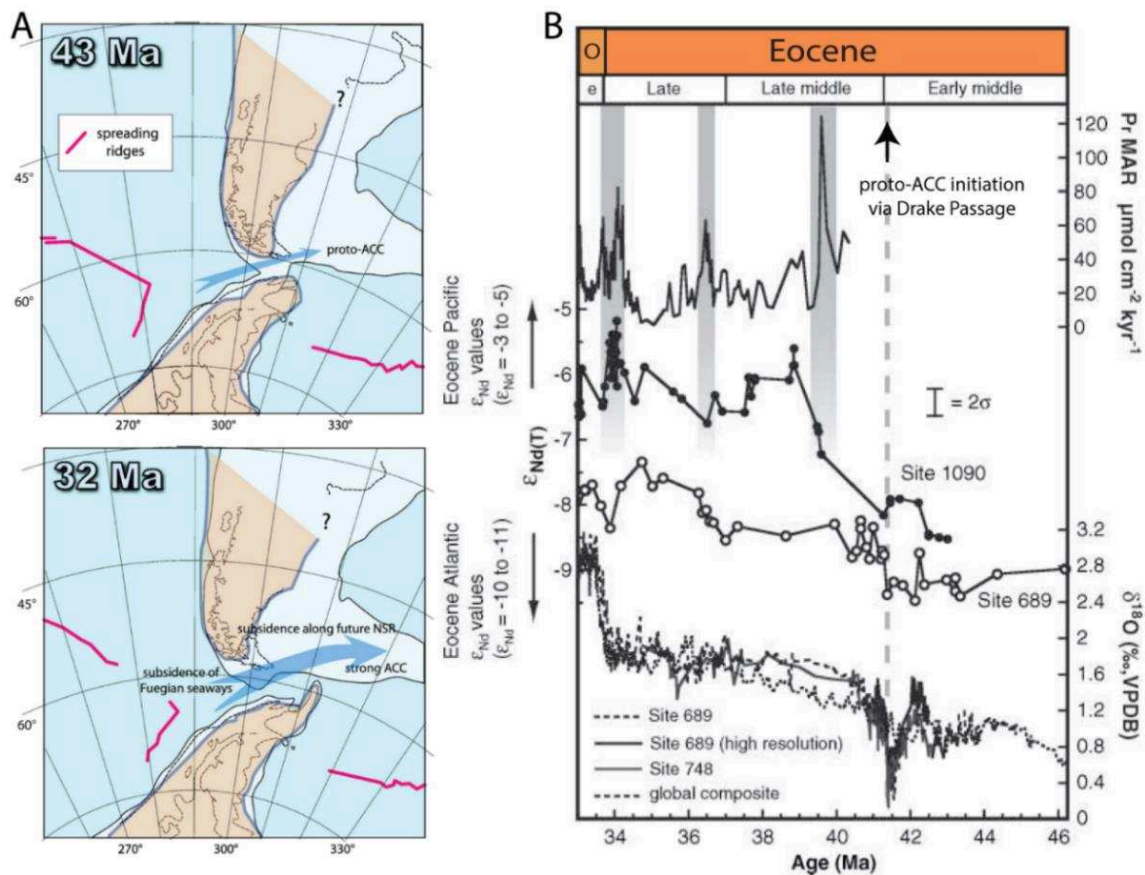 A
43 Ma
?
spreading
ridges
45°
proto-ACC
60°
270°
300°
330°
32 Ma
?
45°
subsidence along future NSR
subsidence of
Fuegian seaways
strong ACC
60°
270°
300°
330°
B
O
Eocene
e
Late
Late middle
Early middle
proto-ACC initiation
via Drake Passage
120
100
80
60
40
20
0
Pr MAR µmol cm⁻² kyr⁻¹
Eocene Pacific
εNd values
(εNd = -3 to -5)
Eocene Atlantic
εNd values
(εNd = -10 to -11)
-5
-6
-7
-8
-9
εNd(T)
= 2σ
Site 1090
Site 689
3.2
2.8
2.4
2
1.6
1.2
0.8
0.4
0
δ¹⁸O (‰,VPDB)
Site 689
Site 689 (high resolution)
Site 748
global composite
34
36
38
40
42
44
46
Age (Ma)